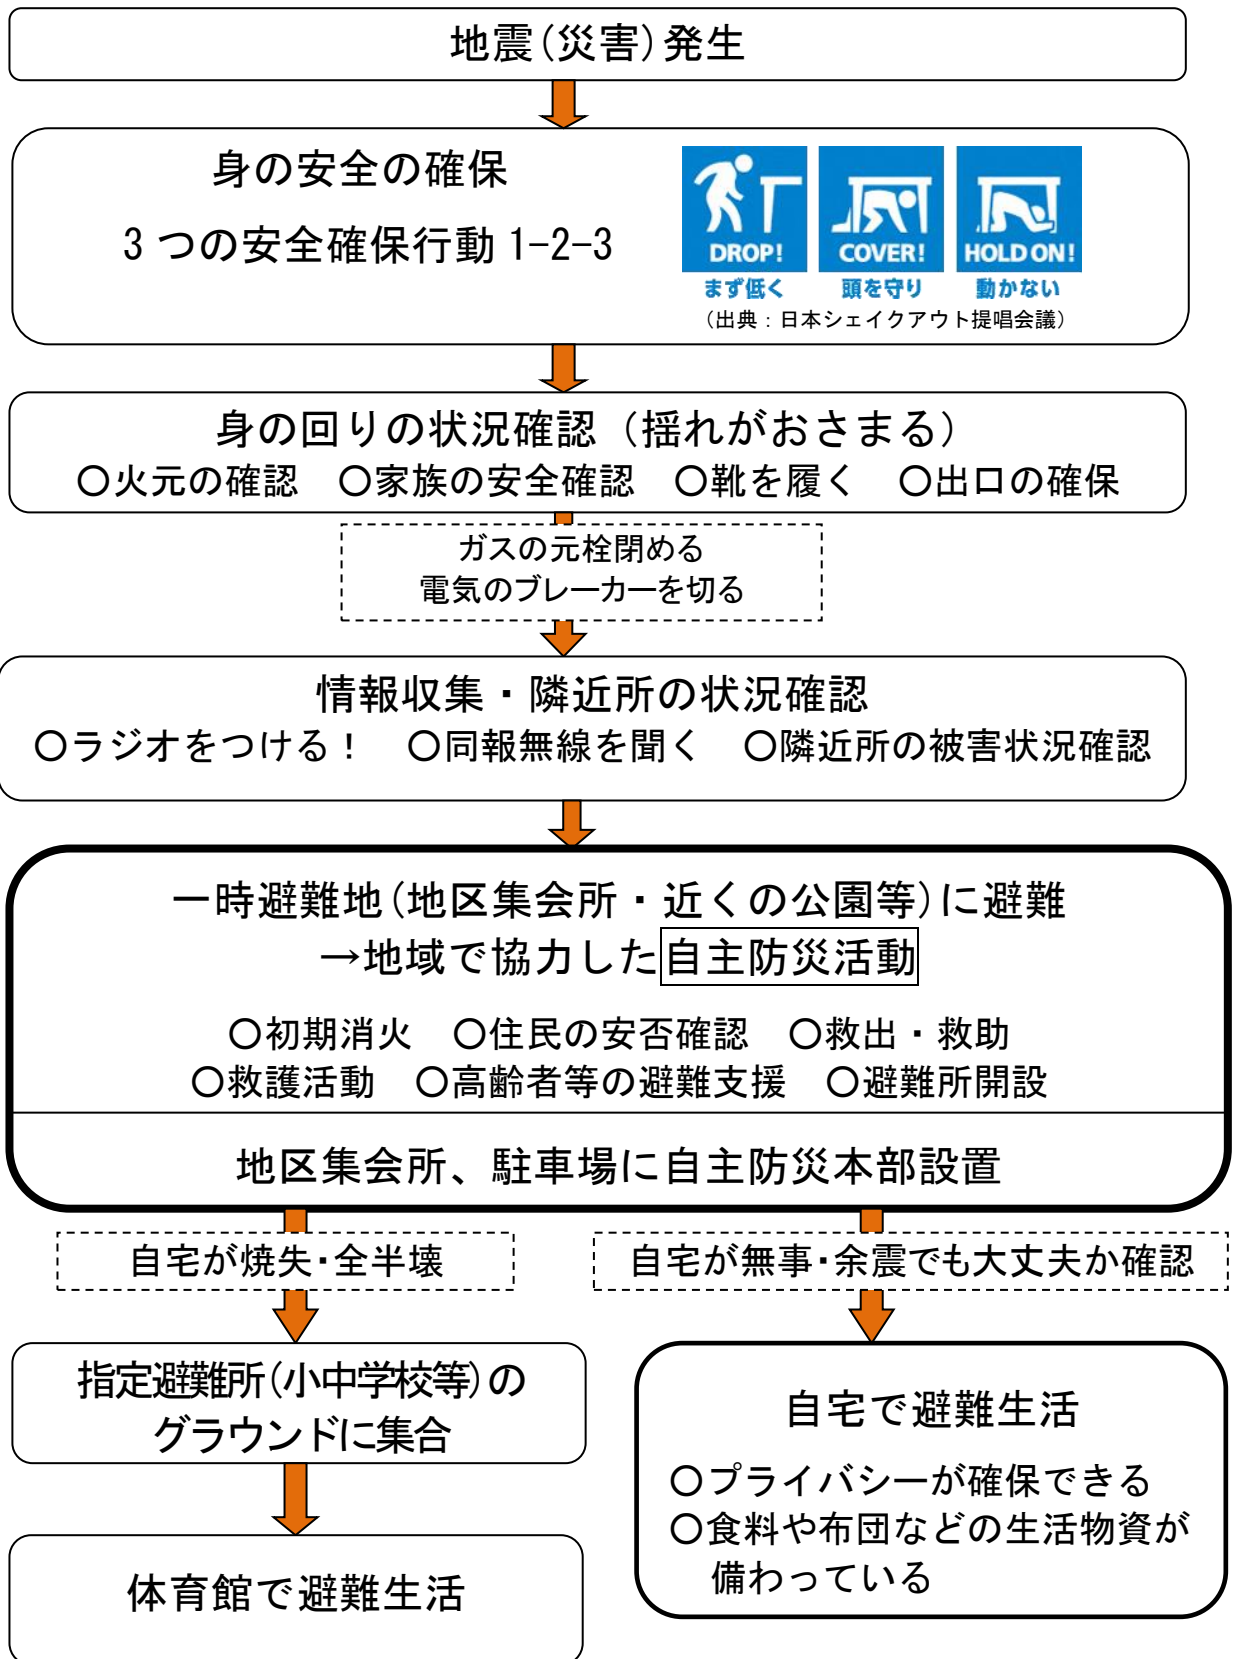 地震(災害)発生
身の安全の確保
3つの安全確保行動 1-2-3
DROP!
COVER!
HOLD ON!
まず低く
頭を守り
動かない
(出典：日本シェイクアウト提唱会議)
身の回りの状況確認（揺れがおさまる）
○火元の確認　○家族の安全確認　○靴を履く　○出口の確保
ガスの元栓閉める
電気のブレーカーを切る
情報収集・隣近所の状況確認
○ラジオをつける！　○同報無線を聞く　○隣近所の被害状況確認
一時避難地(地区集会所・近くの公園等)に避難
→地域で協力した自主防災活動
○初期消火　○住民の安否確認　○救出・救助
○救護活動　○高齢者等の避難支援　○避難所開設
地区集会所、駐車場に自主防災本部設置
自宅が焼失・全半壊
自宅が無事・余震でも大丈夫か確認
指定避難所(小中学校等)の
グラウンドに集合
体育館で避難生活
自宅で避難生活
○プライバシーが確保できる
○食料や布団などの生活物資が
備わっている